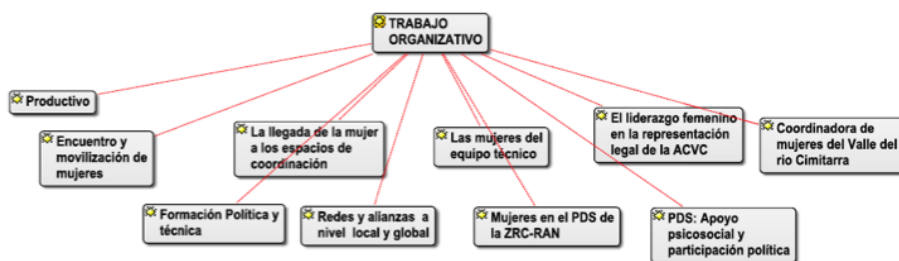 TRABAJO
ORGANIZATIVO
Productivo
Encuentro y
movilización de
mujeres
La llegada de la mujer
a los espacios de
coordinación
Las mujeres del
equipo técnico
El liderazgo femenino
en la representación
legal de la ACVC
Coordinadora de
mujeres del Valle del
rio Cimitarra
Formación Política y
técnica
Redes y alianzas a
nivel local y global
Mujeres en el PDS de
la ZRC-RAN
PDS: Apoyo
psicosocial y
participación política